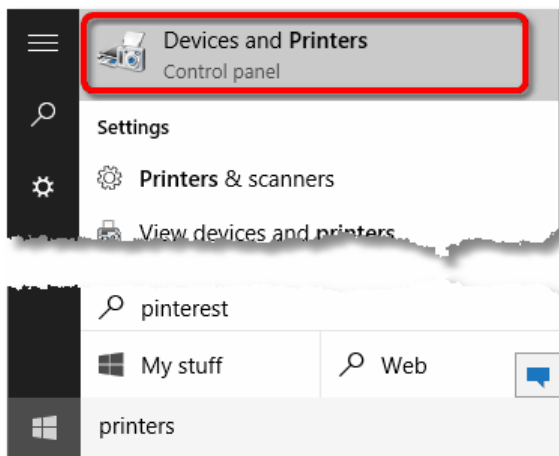 Devices and Printers
Control panel
Settings
Printers & scanners
View devices and printers
pinterest
My stuff
Web
printers